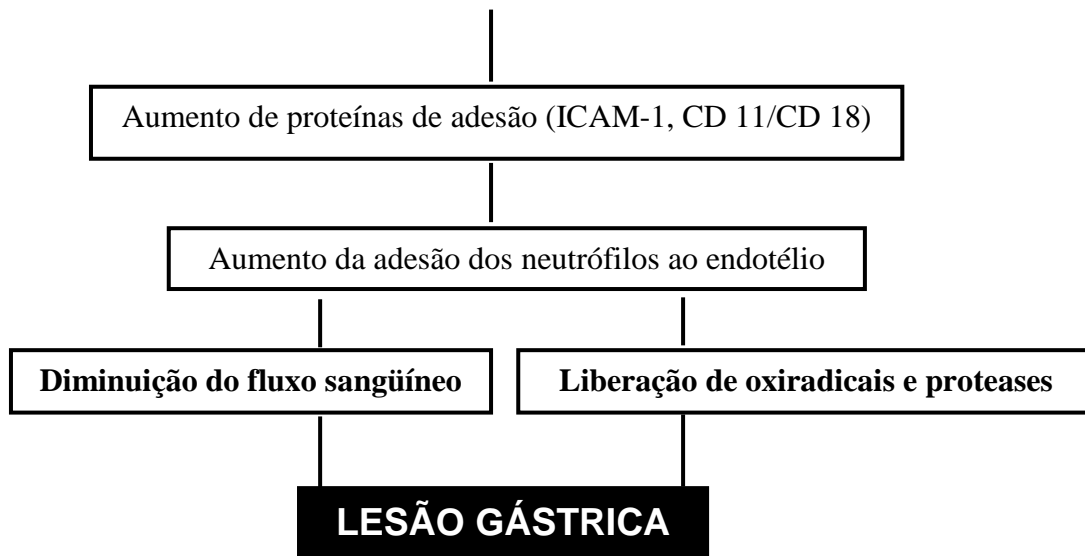 Aumento de proteínas de adesão (ICAM-1, CD 11/CD 18)
Aumento da adesão dos neutrófilos ao endotélio
Diminuição do fluxo sangüíneo
Liberação de oxiradicais e proteases
LESÃO GÁSTRICA